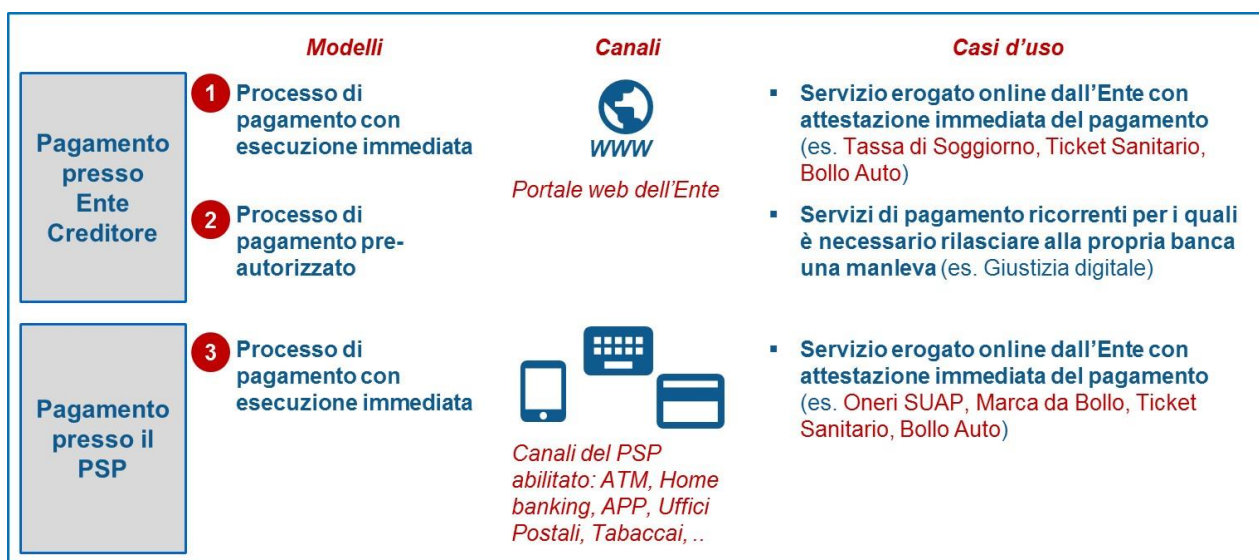 Modelli
Canali
Casi d'uso
Pagamento
presso
Ente
Creditore
1
Processo di
pagamento con
esecuzione immediata
WWW
Portale web dell'Ente
▪ Servizio erogato online dall'Ente con
attestazione immediata del pagamento
(es. Tassa di Soggiorno, Ticket Sanitario,
Bollo Auto)
2
Processo di
pagamento pre-
autorizzato
▪ Servizi di pagamento ricorrenti per i quali
è necessario rilasciare alla propria banca
una manleva (es. Giustizia digitale)
Pagamento
presso il
PSP
3
Processo di
pagamento con
esecuzione immediata
Canali del PSP
abilitato: ATM, Home
banking, APP, Uffici
Postali, Tabaccai, ..
▪ Servizio erogato online dall'Ente con
attestazione immediata del pagamento
(es. Oneri SUAP, Marca da Bollo, Ticket
Sanitario, Bollo Auto)